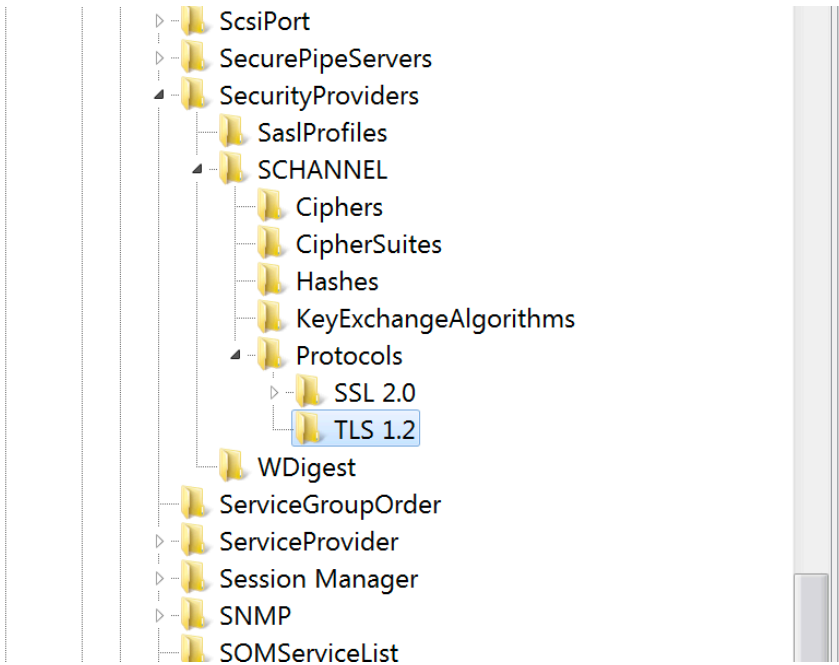 ScsiPort
SecurePipeServers
SecurityProviders
SaslProfiles
SCHANNEL
Ciphers
CipherSuites
Hashes
KeyExchangeAlgorithms
Protocols
SSL 2.0
TLS 1.2
WDigest
ServiceGroupOrder
ServiceProvider
Session Manager
SNMP
SOMServiceList